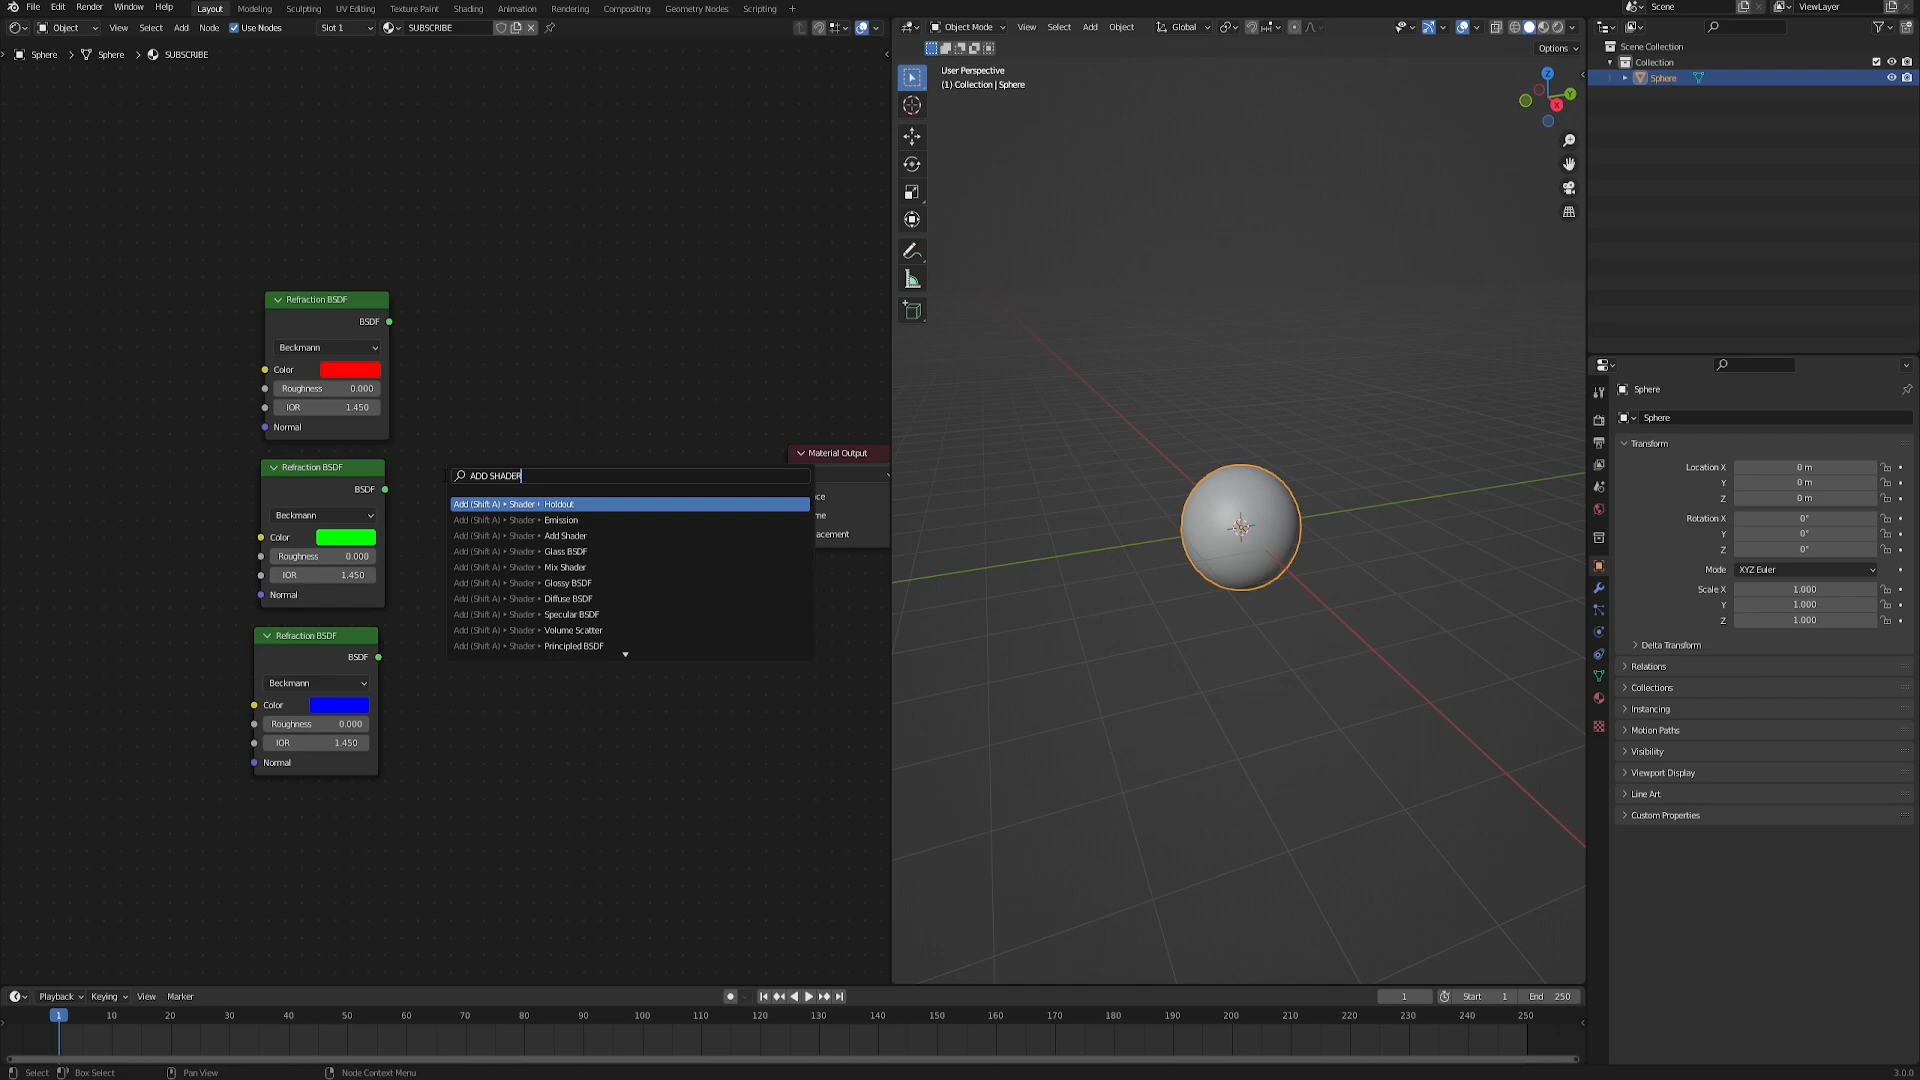 File Edit Render Window Help Layout Modeling Sculpting UV Editing Texture Paint Shading Animation Rendering Compositing Geometry Nodes Scripting + Scene ViewLayer
Object View Select Add Node Use Nodes Slot 1 SUBSCRIBE
Sphere > Sphere > SUBSCRIBE
Refraction BSDF
BSDF
Beckmann
Color
Roughness 0.000
IOR 1.450
Normal
Refraction BSDF
BSDF
Beckmann
Color
Roughness 0.000
IOR 1.450
Normal
Refraction BSDF
BSDF
Beckmann
Color
Roughness 0.000
IOR 1.450
Normal
ADD SHADER
Add (Shift A) ▸ Shader ▸ Holdout
Add (Shift A) ▸ Shader ▸ Emission
Add (Shift A) ▸ Shader ▸ Add Shader
Add (Shift A) ▸ Shader ▸ Glass BSDF
Add (Shift A) ▸ Shader ▸ Mix Shader
Add (Shift A) ▸ Shader ▸ Glossy BSDF
Add (Shift A) ▸ Shader ▸ Diffuse BSDF
Add (Shift A) ▸ Shader ▸ Specular BSDF
Add (Shift A) ▸ Shader ▸ Volume Scatter
Add (Shift A) ▸ Shader ▸ Principled BSDF
Material Output
ce
me
acement
Object Mode View Select Add Object Global
Options
User Perspective
(1) Collection | Sphere
Z
Y
X
Scene Collection
Collection
Sphere
Sphere
Sphere
Transform
Location X 0 m
Y 0 m
Z 0 m
Rotation X 0°
Y 0°
Z 0°
Mode XYZ Euler
Scale X 1.000
Y 1.000
Z 1.000
Delta Transform
Relations
Collections
Instancing
Motion Paths
Visibility
Viewport Display
Line Art
Custom Properties
Playback Keying View Marker 1 Start 1 End 250
1 10 20 30 40 50 60 70 80 90 100 110 120 130 140 150 160 170 180 190 200 210 220 230 240 250
Select Box Select Pan View Node Context Menu 3.0.0